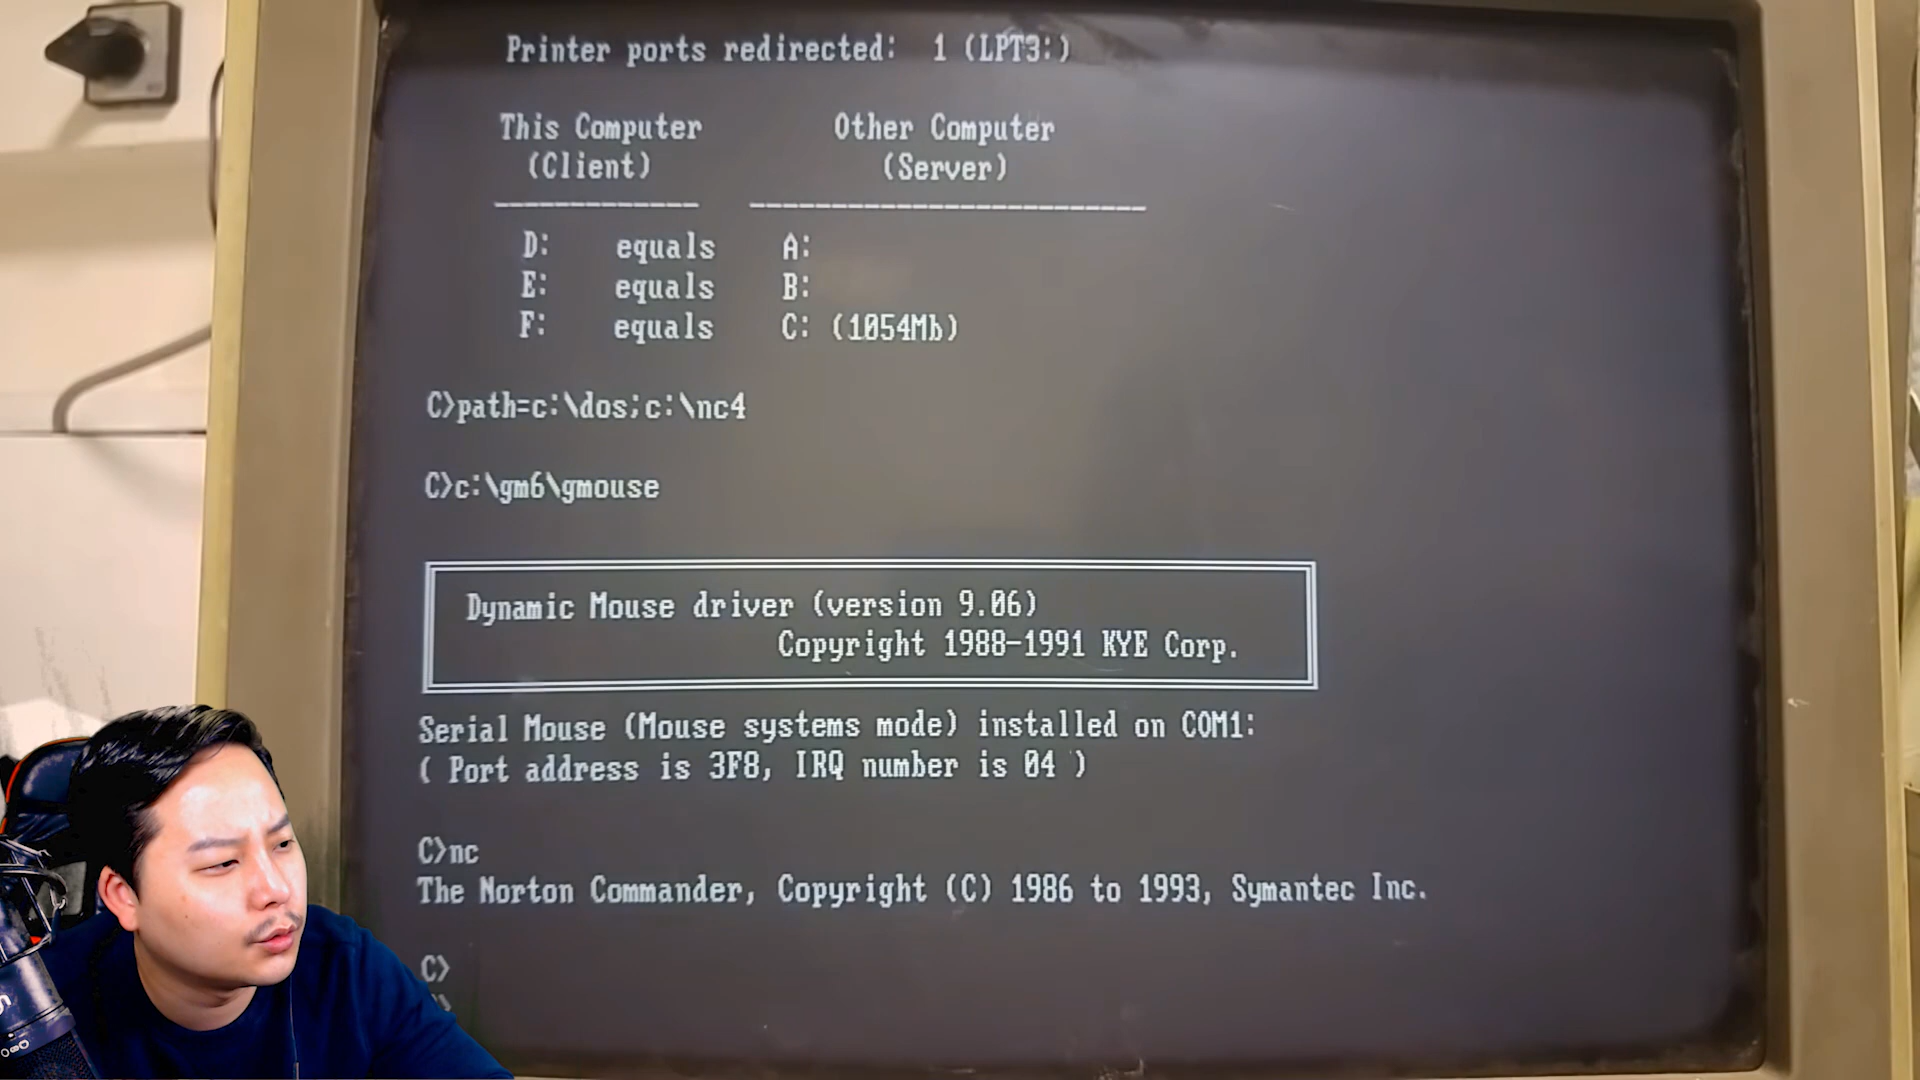 Printer ports redirected: 1 (LPT3:)
This Computer Other Computer
(Client) (Server)
D: equals A:
E: equals B:
F: equals C: (1054Mb)
C>path=c:\dos;c:\nc4
C>c:\gm6\gmouse
Dynamic Mouse driver (version 9.06)
Copyright 1988-1991 KYE Corp.
Serial Mouse (Mouse systems mode) installed on COM1:
( Port address is 3F8, IRQ number is 04 )
C>nc
The Norton Commander, Copyright (C) 1986 to 1993, Symantec Inc.
C>